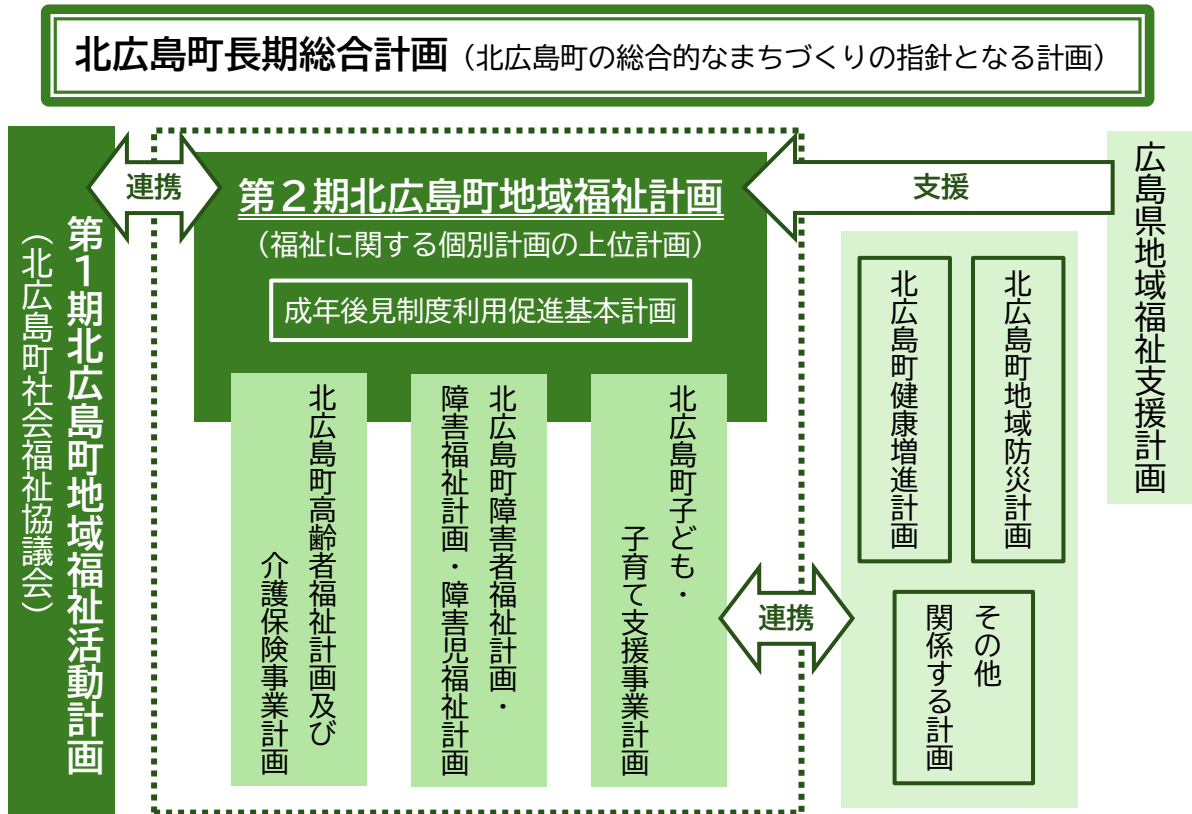 北広島町長期総合計画（北広島町の総合的なまちづくりの指針となる計画）
第１期北広島町地域福祉活動計画
（北広島町社会福祉協議会）
連携
第２期北広島町地域福祉計画
（福祉に関する個別計画の上位計画）
成年後見制度利用促進基本計画
支援
広島県地域福祉支援計画
北広島町高齢者福祉計画及び
介護保険事業計画
北広島町障害者福祉計画・
障害福祉計画・障害児福祉計画
北広島町子ども・
子育て支援事業計画
連携
北広島町健康増進計画
北広島町地域防災計画
その他
関係する計画